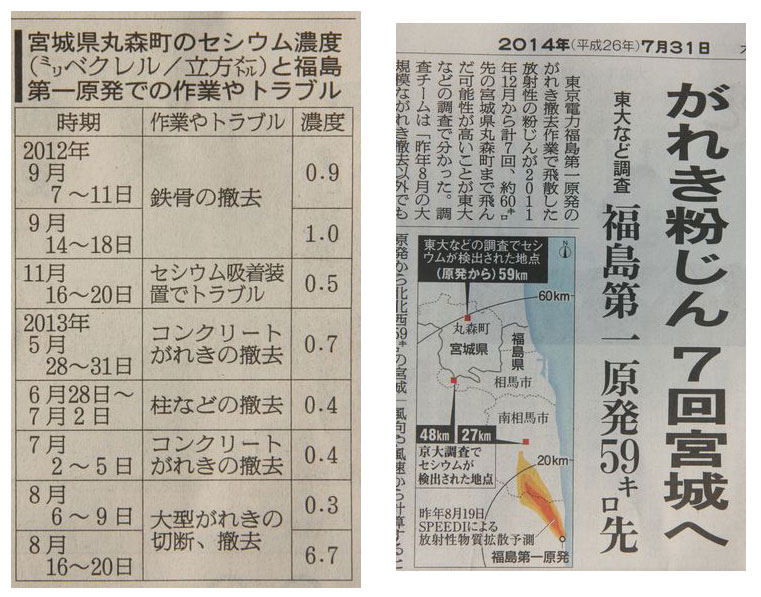 宮城県丸森町のセシウム濃度
(ミリベクレル/立方メートル)と福島
第一原発での作業やトラブル
時期 作業やトラブル 濃度
2012年
9月
7〜11日 鉄骨の撤去 0.9
9月
14〜18日 1.0
11月
16〜20日 セシウム吸着装
置でトラブル 0.5
2013年
5月
28〜31日 コンクリート
がれきの撤去 0.7
6月28日〜
7月2日 柱などの撤去 0.4
7月
2〜5日 コンクリート
がれきの撤去 0.4
8月
6〜9日 大型がれきの
切断、撤去 0.3
8月
16〜20日 6.7
2014年(平成26年)7月31日
がれき粉じん 7回宮城へ
東大など調査
福島第一原発59キロ先
東京電力福島第一原発の
がれき撤去作業で飛散した
放射性の粉じんが2011
年12月から計7回、約60キロ
先の宮城県丸森町まで飛ん
だ可能性が高いことが東大
などの調査で分かった。調
査チームは「昨年8月の大
規模ながれき撤去以外でも
東大などの調査でセシ
ウムが検出された地点
(原発から)59km
N
60km
丸森町
宮城県
福島県
相馬市
南相馬市
48km
27km
京大調査で
セシウムが
検出された地点
20km
昨年8月19日
SPEEDIによる
放射性物質拡散予測
福島第一原発
原発から北北西59キロの宮城
風向や風速から計算すると